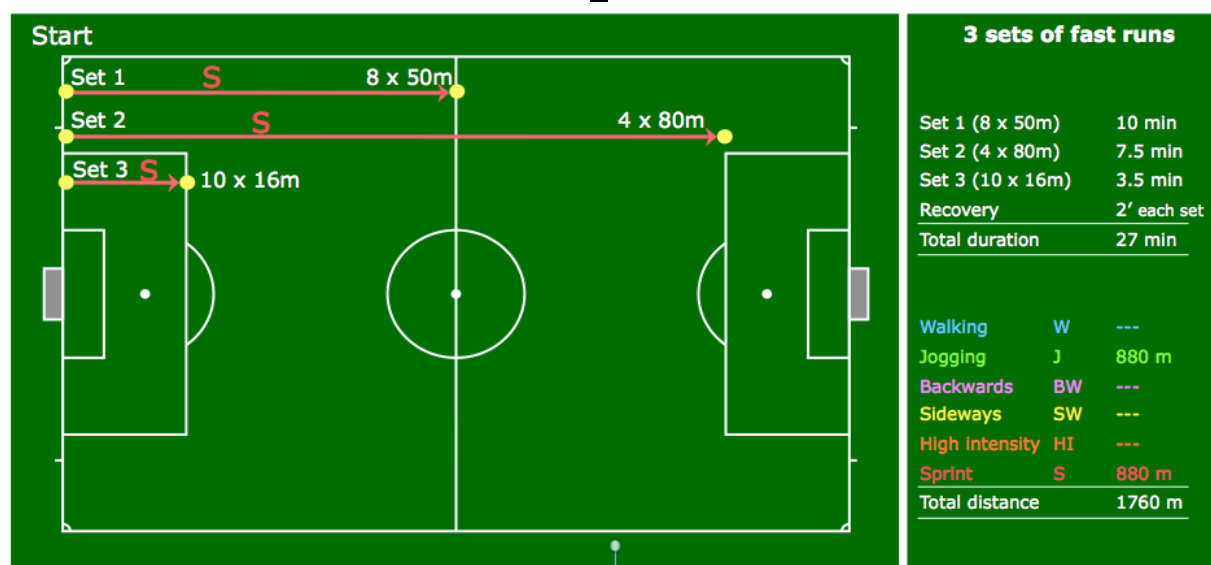 Start
Set 1 S 8 x 50m
Set 2 S 4 x 80m
Set 3 S 10 x 16m
3 sets of fast runs
Set 1 (8 x 50m) 10 min
Set 2 (4 x 80m) 7.5 min
Set 3 (10 x 16m) 3.5 min
Recovery 2’ each set
Total duration 27 min
Walking W ---
Jogging J 880 m
Backwards BW ---
Sideways SW ---
High intensity HI ---
Sprint S 880 m
Total distance 1760 m